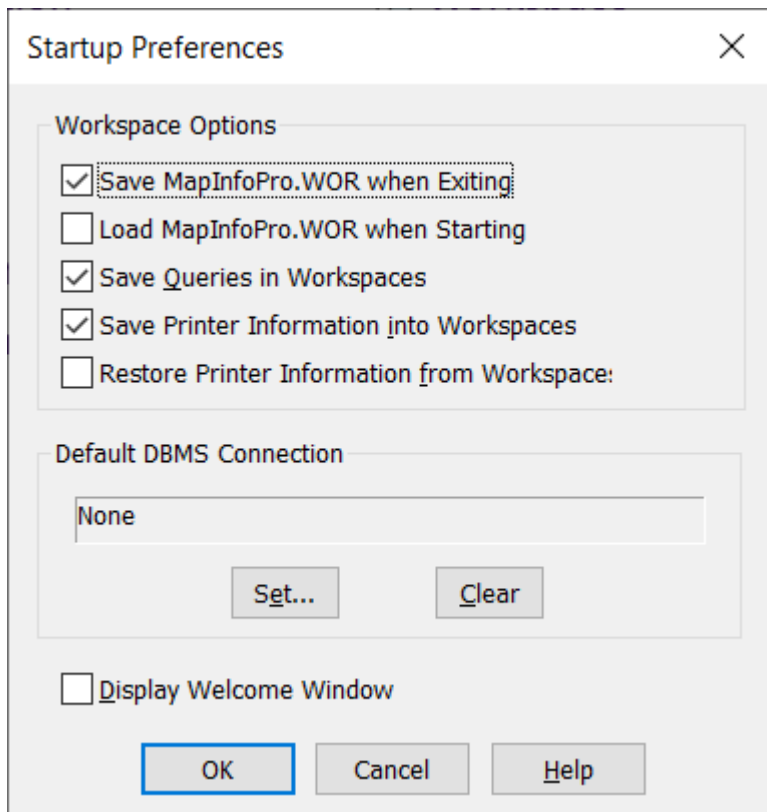 Startup Preferences
Workspace Options
Save MapInfoPro.WOR when Exiting
Load MapInfoPro.WOR when Starting
Save Queries in Workspaces
Save Printer Information into Workspaces
Restore Printer Information from Workspace:
Default DBMS Connection
None
Set...
Clear
Display Welcome Window
OK
Cancel
Help